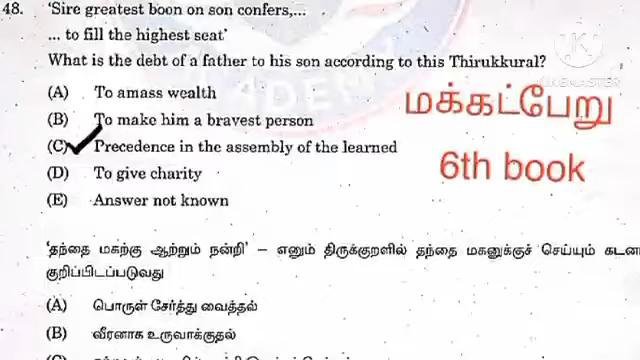 48. 'Sire greatest boon on son confers,...
... to fill the highest seat'
What is the debt of a father to his son according to this Thirukkural?
(A) To amass wealth
(B) To make him a bravest person
(C) Precedence in the assembly of the learned
(D) To give charity
(E) Answer not known
மக்கட்பேறு
6th book
K
KINEMASTER
ACADEMY
'தந்தை மகற்கு ஆற்றும் நன்றி' – எனும் திருக்குறளில் தந்தை மகனுக்குச் செய்யும்
குறிப்பிடப்படுவது
(A) பொருள் சேர்த்து வைத்தல்
(B) வீரனாக உருவாக்குதல்